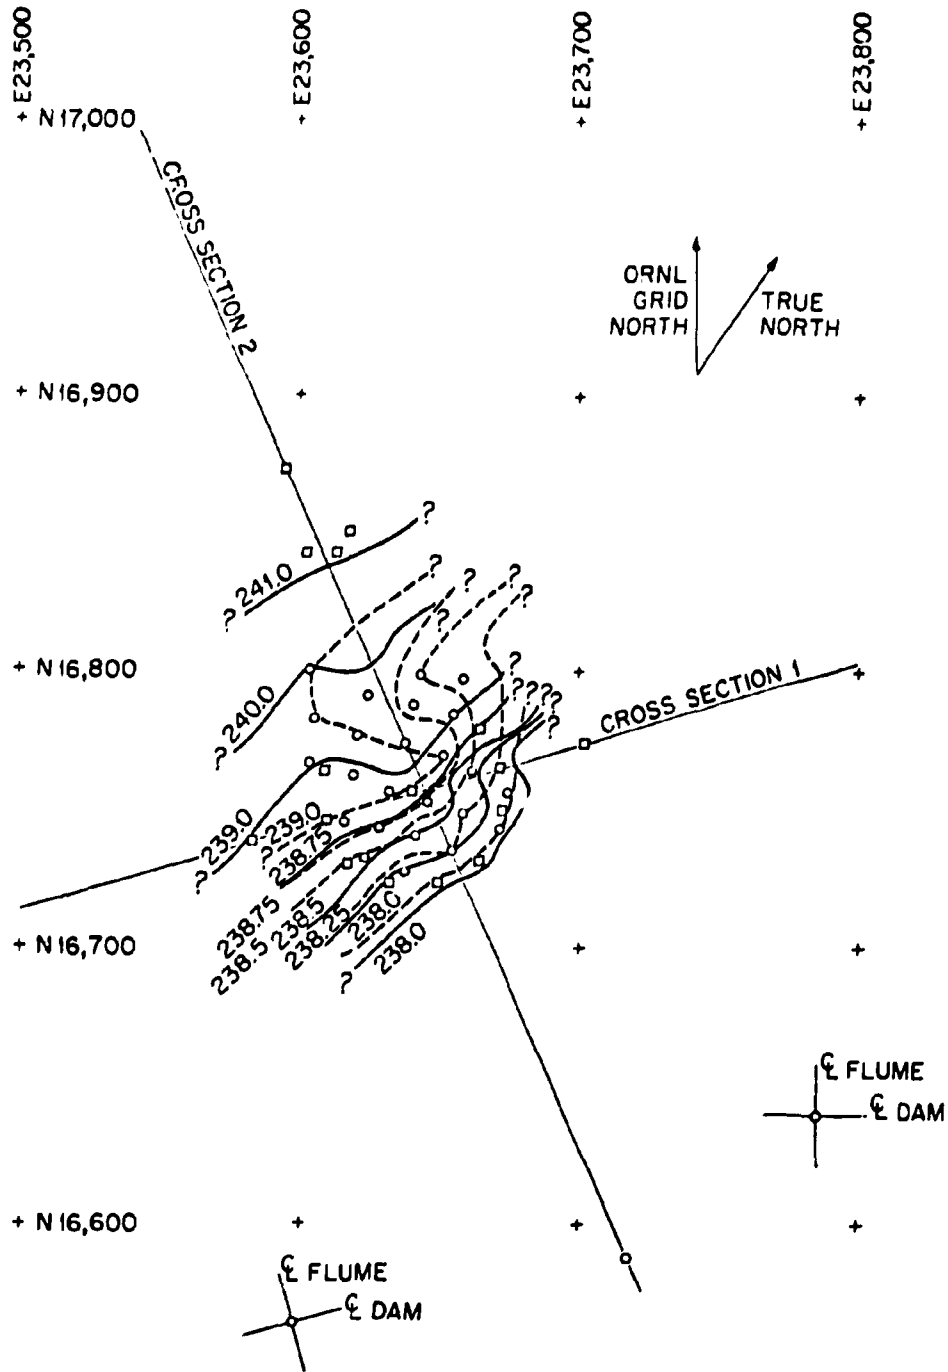 E23,500
E23,600
E23,700
E23,800
+ N17,000
CROSS SECTION 2
ORNL
GRID
NORTH
TRUE
NORTH
+ N16,900
?
241.0
?
?
?
?
?
?
+ N16,800
240.0
?
?
?
?
?
?
CROSS SECTION 1
239.0
?
239.0
?
238.75
238.75
238.5
238.5
238.25
238.0
238.0
?
+ N16,700
℄ FLUME
℄ DAM
+ N16,600
℄ FLUME
℄ DAM